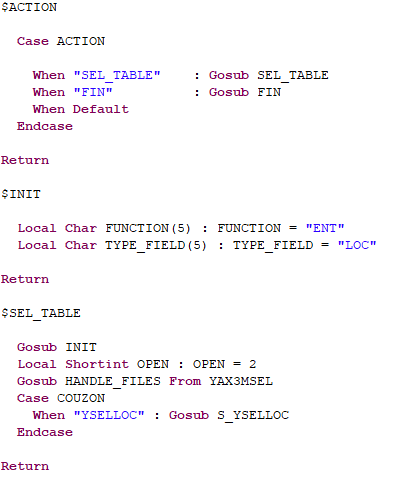 $ACTION
Case ACTION
When "SEL_TABLE" : Gosub SEL_TABLE
When "FIN" : Gosub FIN
When Default
Endcase
Return
$INIT
Local Char FUNCTION(5) : FUNCTION = "ENT"
Local Char TYPE_FIELD(5) : TYPE_FIELD = "LOC"
Return
$SEL_TABLE
Gosub INIT
Local Shortint OPEN : OPEN = 2
Gosub HANDLE_FILES From YAX3MSEL
Case COUZON
When "YSELLOC" : Gosub S_YSELLOC
Endcase
Return